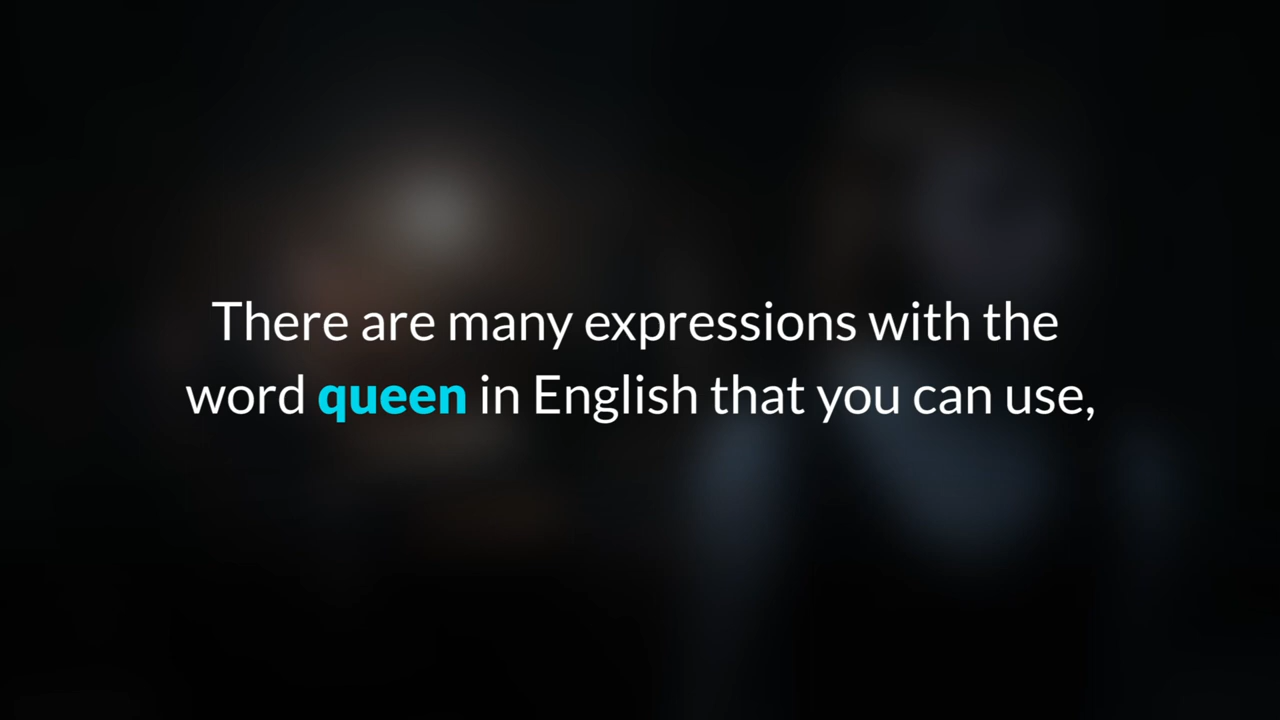 There are many expressions with the
word queen in English that you can use,